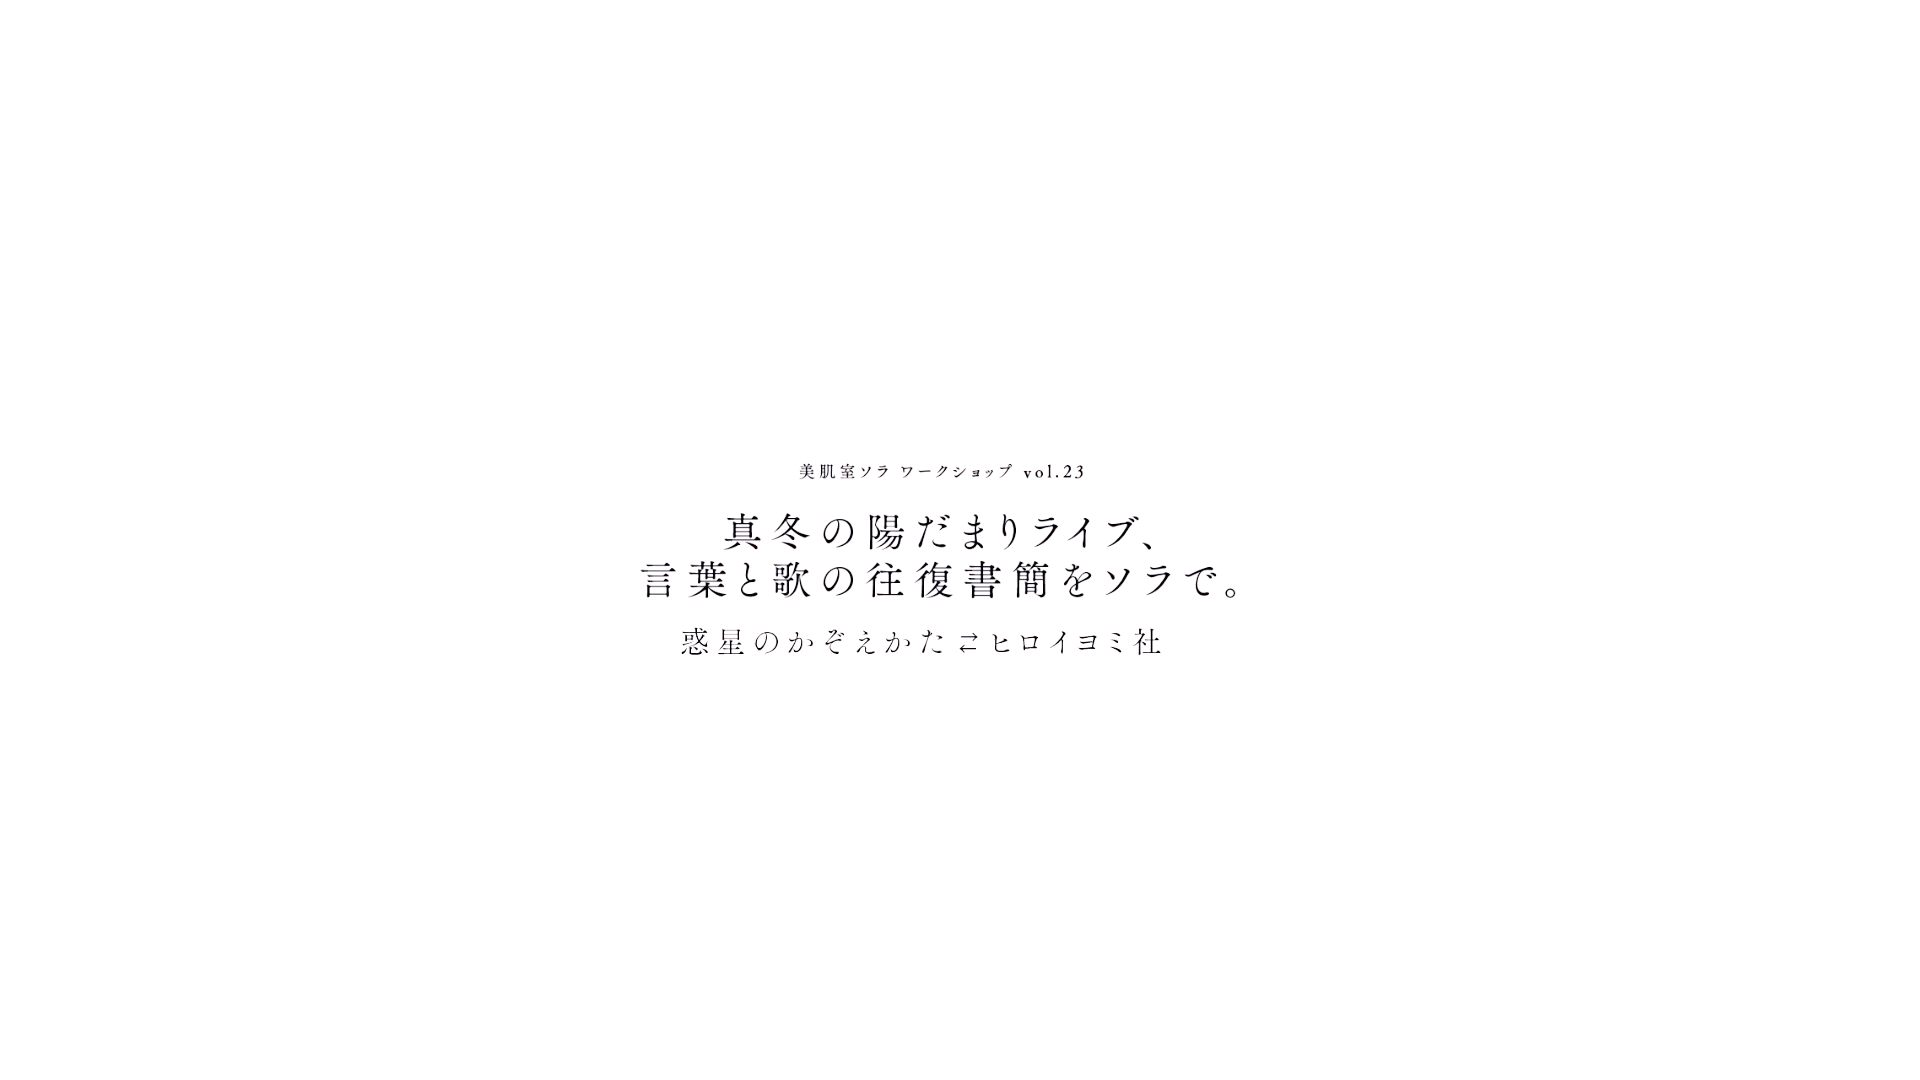 美肌室ソラ ワークショップ vol.23
真冬の陽だまりライブ、
言葉と歌の往復書簡をソラで。
惑星のかぞえかた ⇄ ヒロイヨミ社